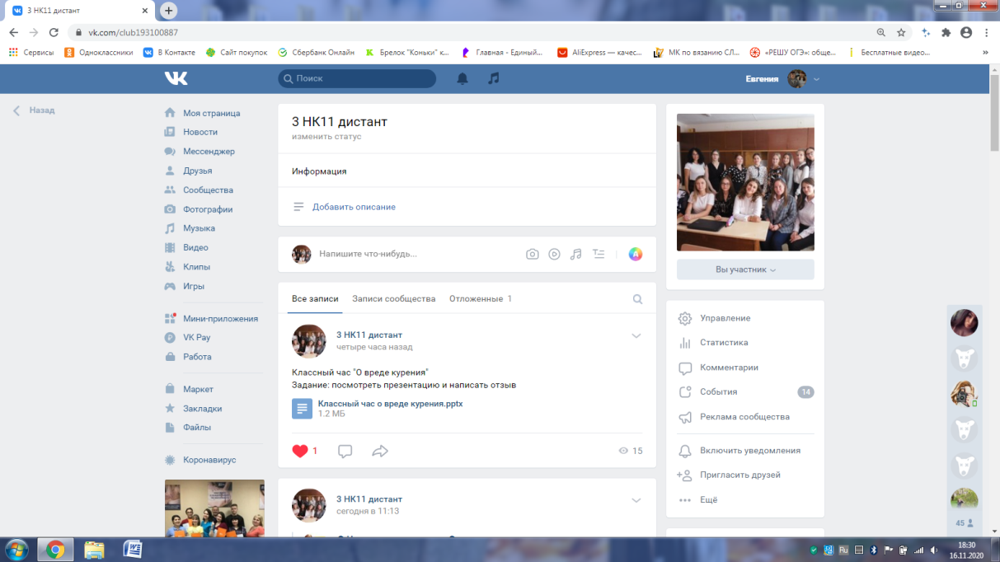 3 НК11 дистант
vk.com/club193100887
Сервисы
Одноклассники
В Контакте
Сайт покупок
Сбербанк Онлайн
Брелок "Коньки" к...
Главная - Единый...
AliExpress — качес...
МК по вязанию СЛ...
«РЕШУ ОГЭ»: обще...
Бесплатные видео...
Поиск
Евгения
Назад
Моя страница
Новости
Мессенджер
Друзья
Сообщества
Фотографии
Музыка
Видео
Клипы
Игры
Мини-приложения
VK Pay
Работа
Маркет
Закладки
Файлы
Коронавирус
3 НК11 дистант
изменить статус
Информация
Добавить описание
Напишите что-нибудь...
Все записи Записи сообщества Отложенные 1
3 НК11 дистант
четыре часа назад
Классный час "О вреде курения"
Задание: посмотреть презентацию и написать отзыв
Классный час о вреде курения.pptx
1.2 МБ
1
15
3 НК11 дистант
сегодня в 11:13
Вы участник
Управление
Статистика
Комментарии
События 14
Реклама сообщества
Включить уведомления
Пригласить друзей
Ещё
45
Ru
18:30
16.11.2020